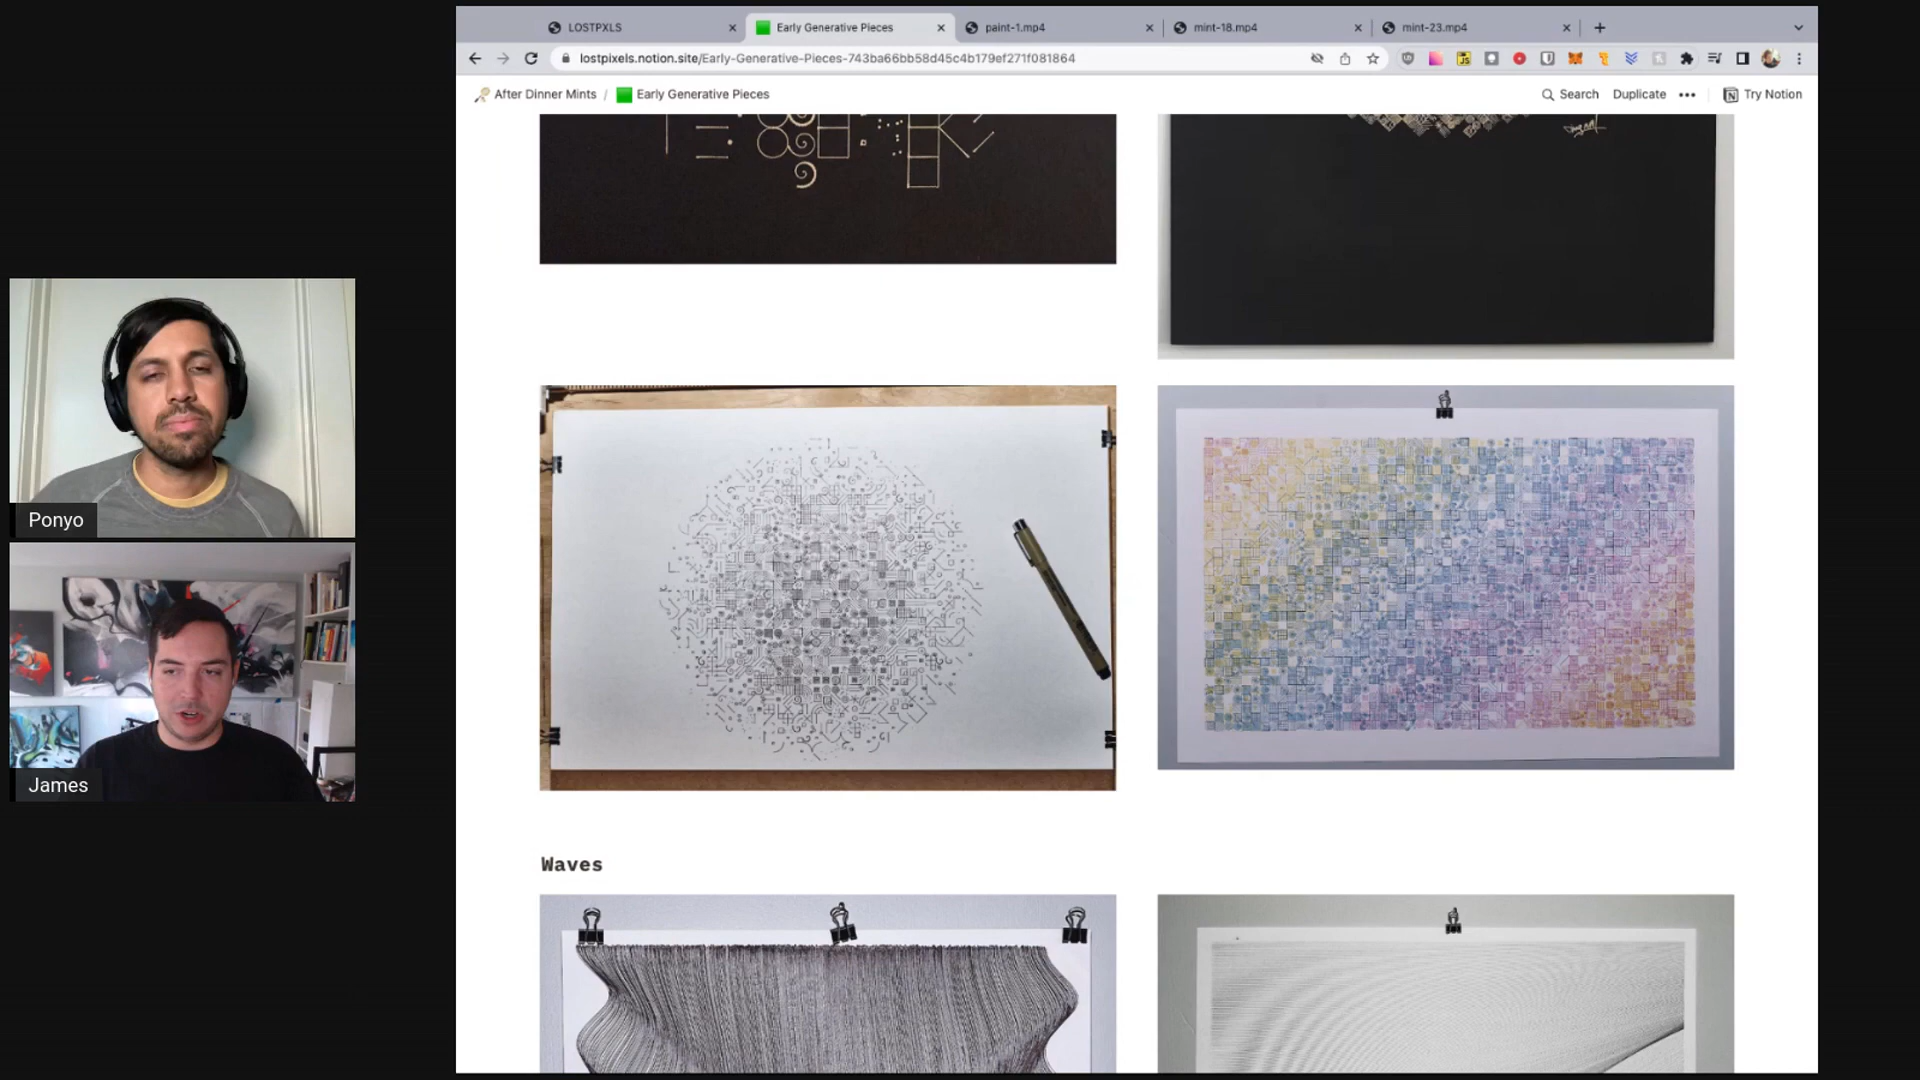 LOSTPXLS
Early Generative Pieces
paint-1.mp4
mint-18.mp4
mint-23.mp4
lostpixels.notion.site/Early-Generative-Pieces-743ba66bb58d45c4b179ef271f081864
After Dinner Mints / Early Generative Pieces
Search
Duplicate
Try Notion
Ponyo
James
Waves